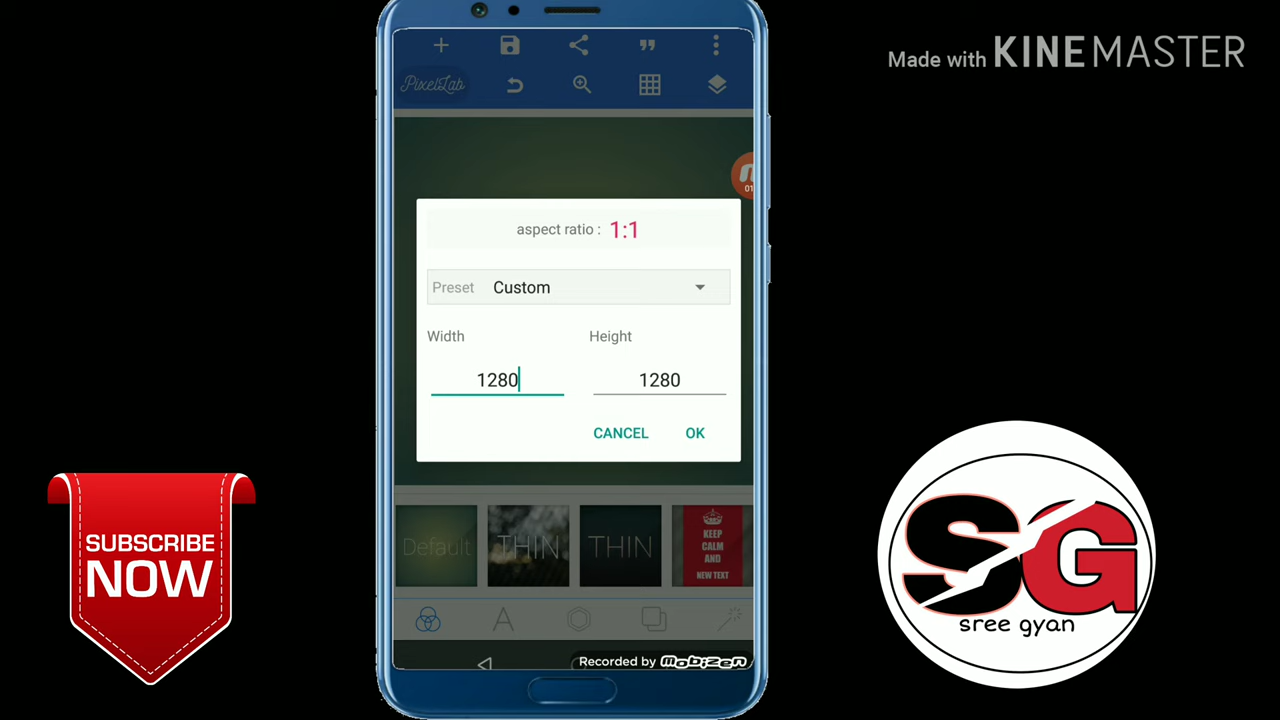 Made with KINEMASTER
PixelLab
01
aspect ratio : 1:1
Preset Custom
Width Height
1280 1280
CANCEL OK
Default
THIN
THIN
KEEP
CALM
AND
NEW TEXT
A
Recorded by MOBIZEN
SUBSCRIBE
NOW
SG
sree gyan